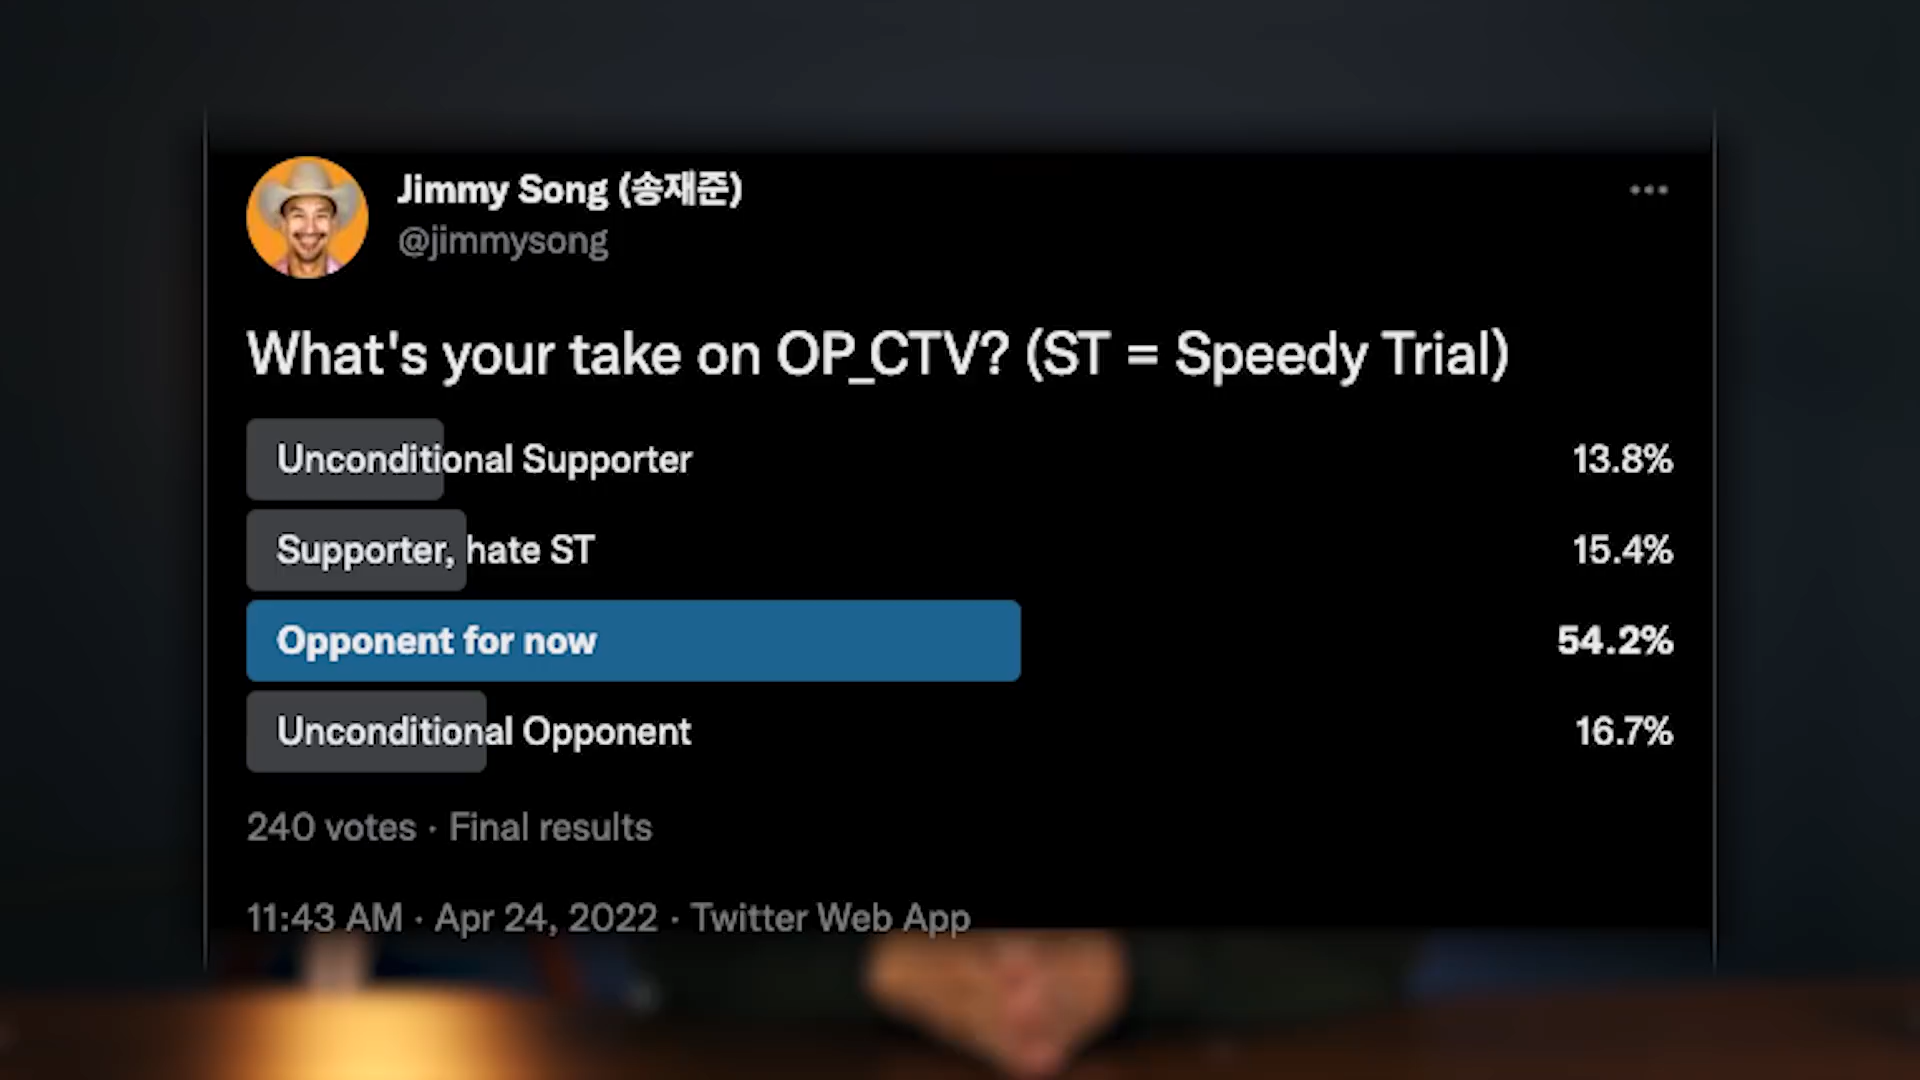 Jimmy Song (송재준)
@jimmysong
What's your take on OP_CTV? (ST = Speedy Trial)
Unconditional Supporter 13.8%
Supporter, hate ST 15.4%
Opponent for now 54.2%
Unconditional Opponent 16.7%
240 votes · Final results
11:43 AM · Apr 24, 2022 · Twitter Web App